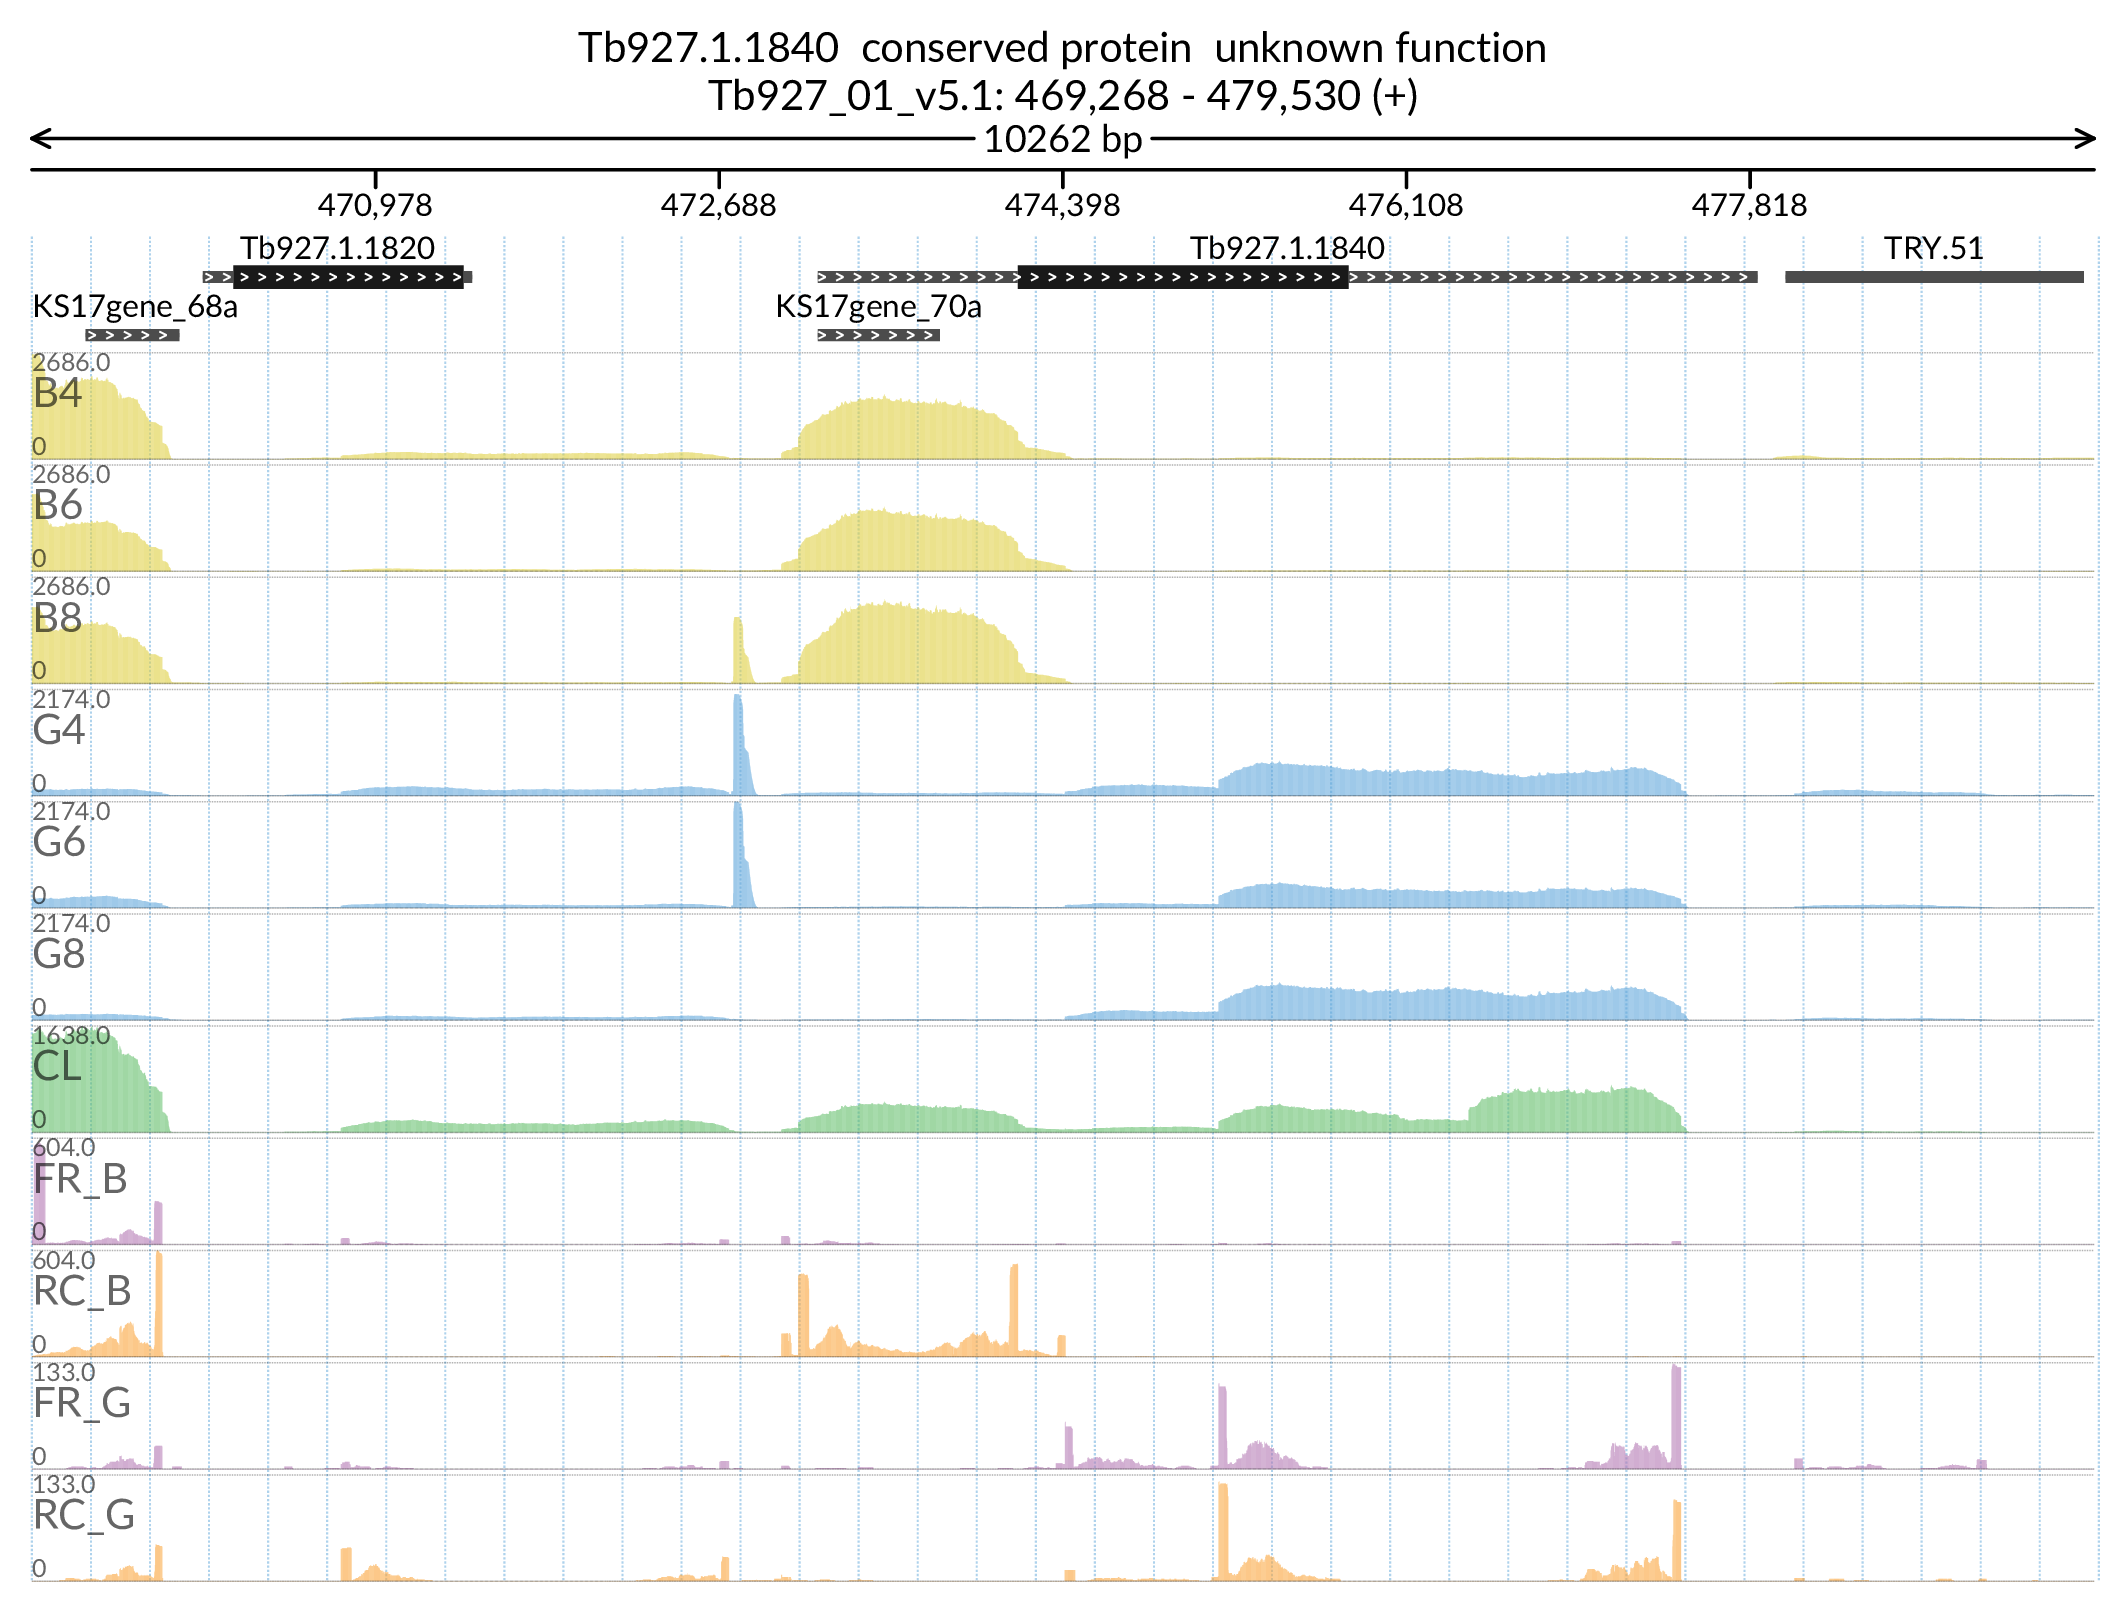 Tb927.1.1840  conserved protein  unknown function
Tb927_01_v5.1: 469,268 - 479,530 (+)
10262 bp
470,978 472,688 474,398 476,108 477,818
Tb927.1.1820 Tb927.1.1840 TRY.51
KS17gene_68a KS17gene_70a
2686.0
B4
0
2686.0
B6
0
2686.0
B8
0
2174.0
G4
0
2174.0
G6
0
2174.0
G8
0
1638.0
CL
0
604.0
FR_B
0
604.0
RC_B
0
133.0
FR_G
0
133.0
RC_G
0